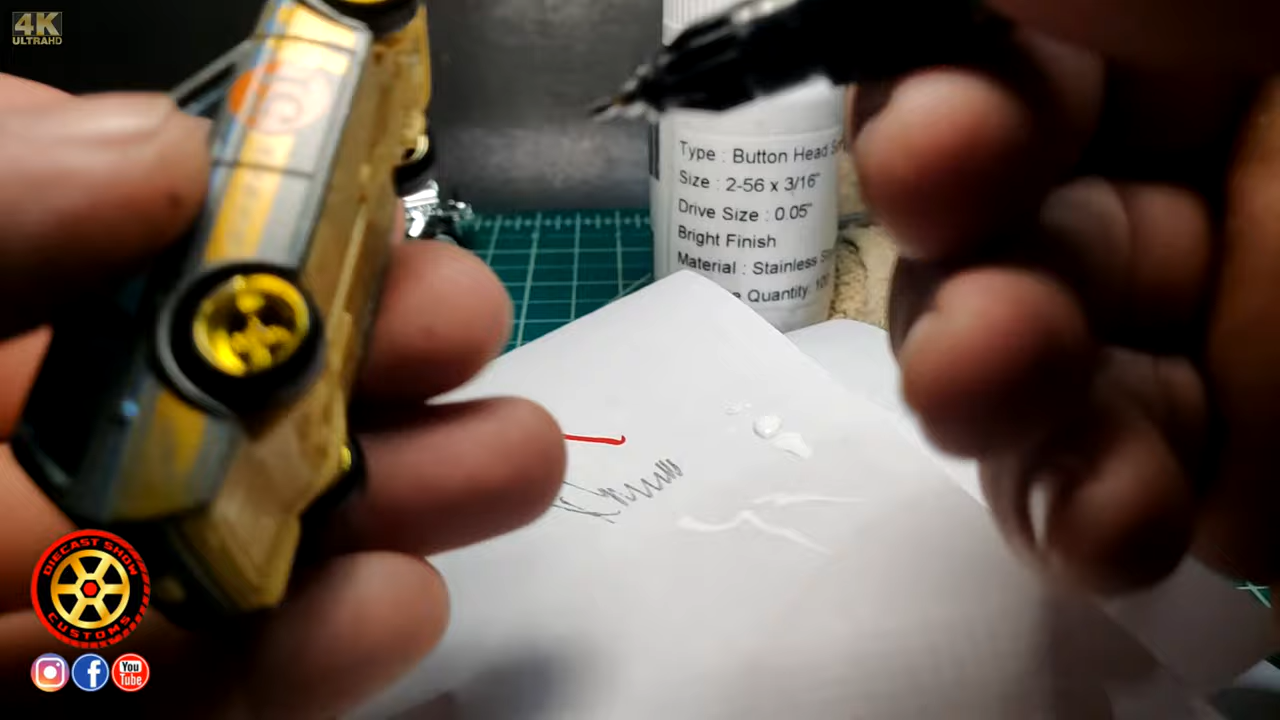 4K
ULTRAHD
Type : Button Head
Size : 2-56 x 3/16"
Drive Size : 0.05"
Bright Finish
Material : Stainless
Quantity
DIECAST SHOW
CUSTOMS
You
Tube